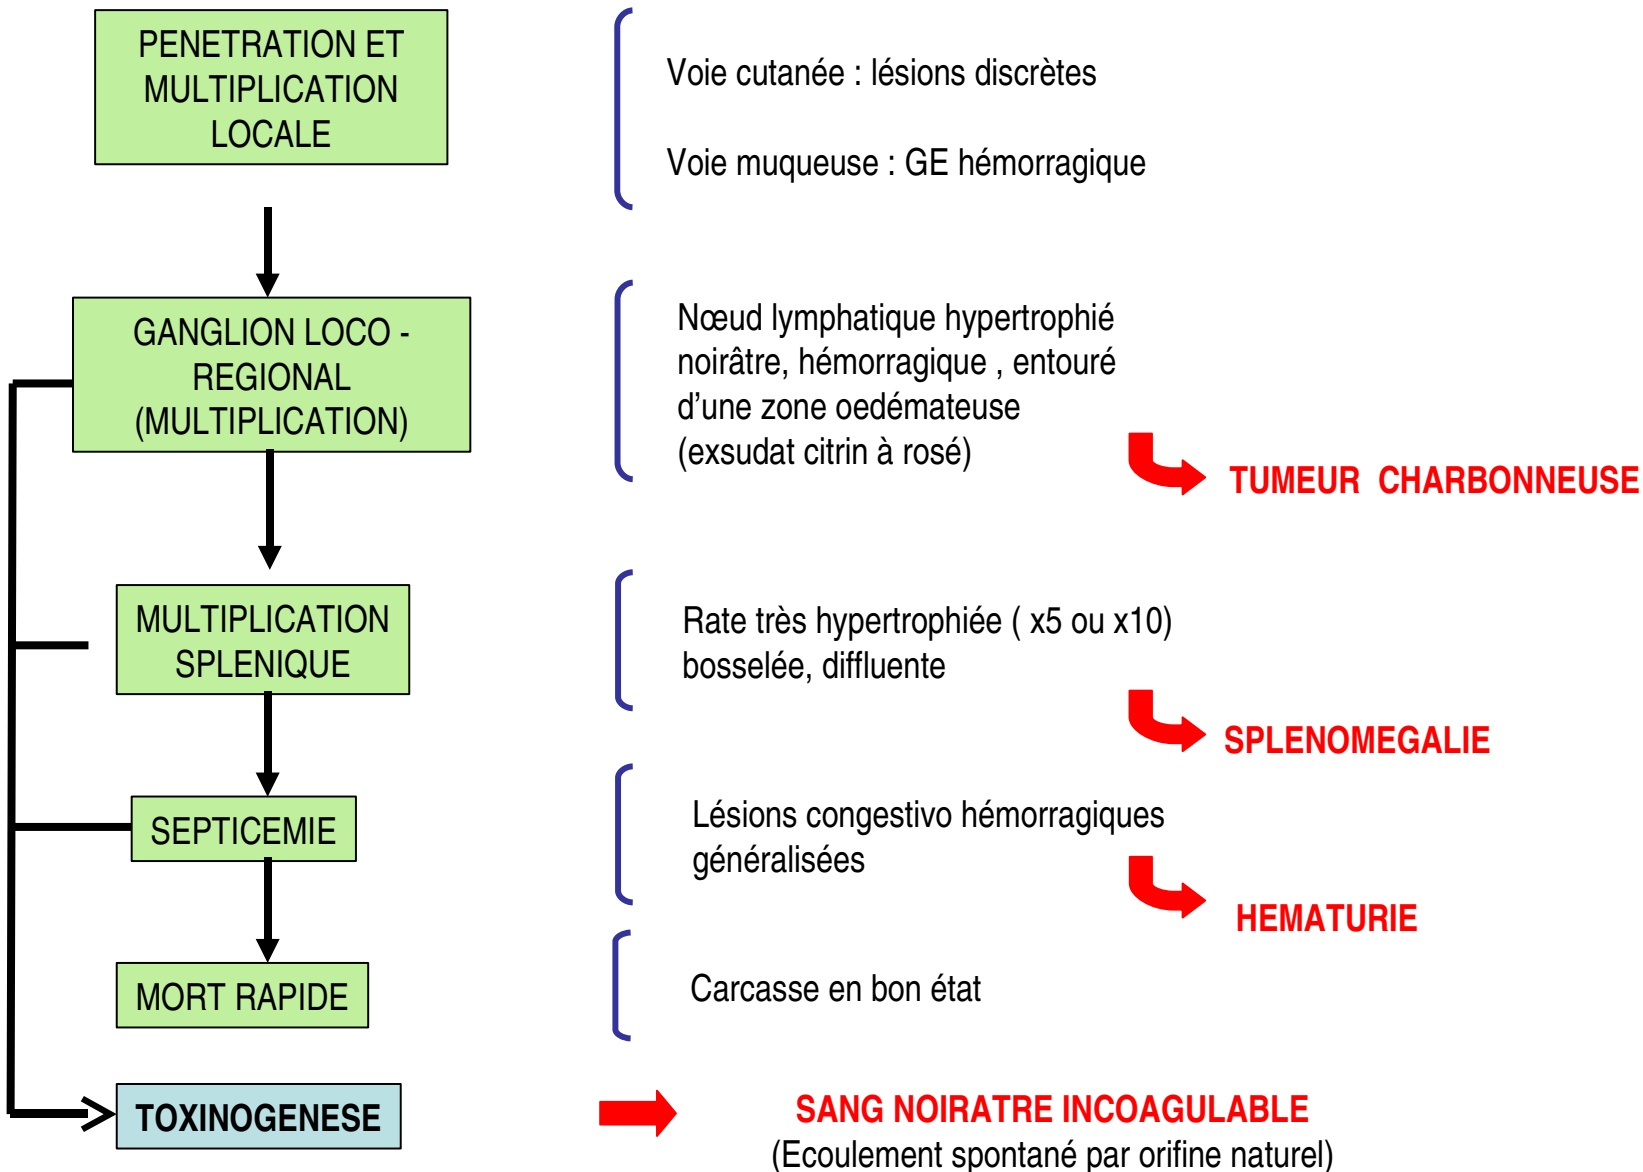 PENETRATION ET
MULTIPLICATION
LOCALE
Voie cutanée : lésions discrètes
Voie muqueuse : GE hémorragique
GANGLION LOCO -
REGIONAL
(MULTIPLICATION)
Nœud lymphatique hypertrophié
noirâtre, hémorragique , entouré
d'une zone oedémateuse
(exsudat citrin à rosé)
TUMEUR CHARBONNEUSE
MULTIPLICATION
SPLENIQUE
Rate très hypertrophiée ( x5 ou x10)
bosselée, diffluente
SPLENOMEGALIE
SEPTICEMIE
Lésions congestivo hémorragiques
généralisées
HEMATURIE
MORT RAPIDE
Carcasse en bon état
TOXINOGENESE
SANG NOIRATRE INCOAGULABLE
(Ecoulement spontané par orifine naturel)